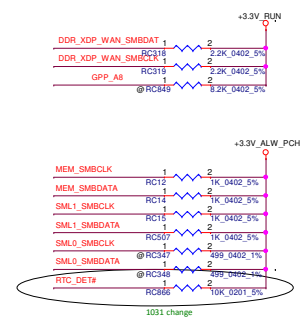 +3.3V_RUN
DDR_XDP_WAN_SMBDAT 1 2
RC318 2.2K_0402_5%
DDR_XDP_WAN_SMBCLK 1 2
RC319 2.2K_0402_5%
GPP_A8 1 2
@RC849 8.2K_0402_5%
+3.3V_ALW_PCH
MEM_SMBCLK 1 2
RC12 1K_0402_5%
MEM_SMBDATA 1 2
RC14 1K_0402_5%
SML1_SMBCLK 1 2
RC15 1K_0402_5%
SML1_SMBDATA 1 2
RC507 1K_0402_5%
SML0_SMBCLK 1 2
@RC347 499_0402_1%
SML0_SMBDATA 1 2
@RC348 499_0402_1%
RTC_DET# 1 2
RC866 10K_0201_5%
1031 change